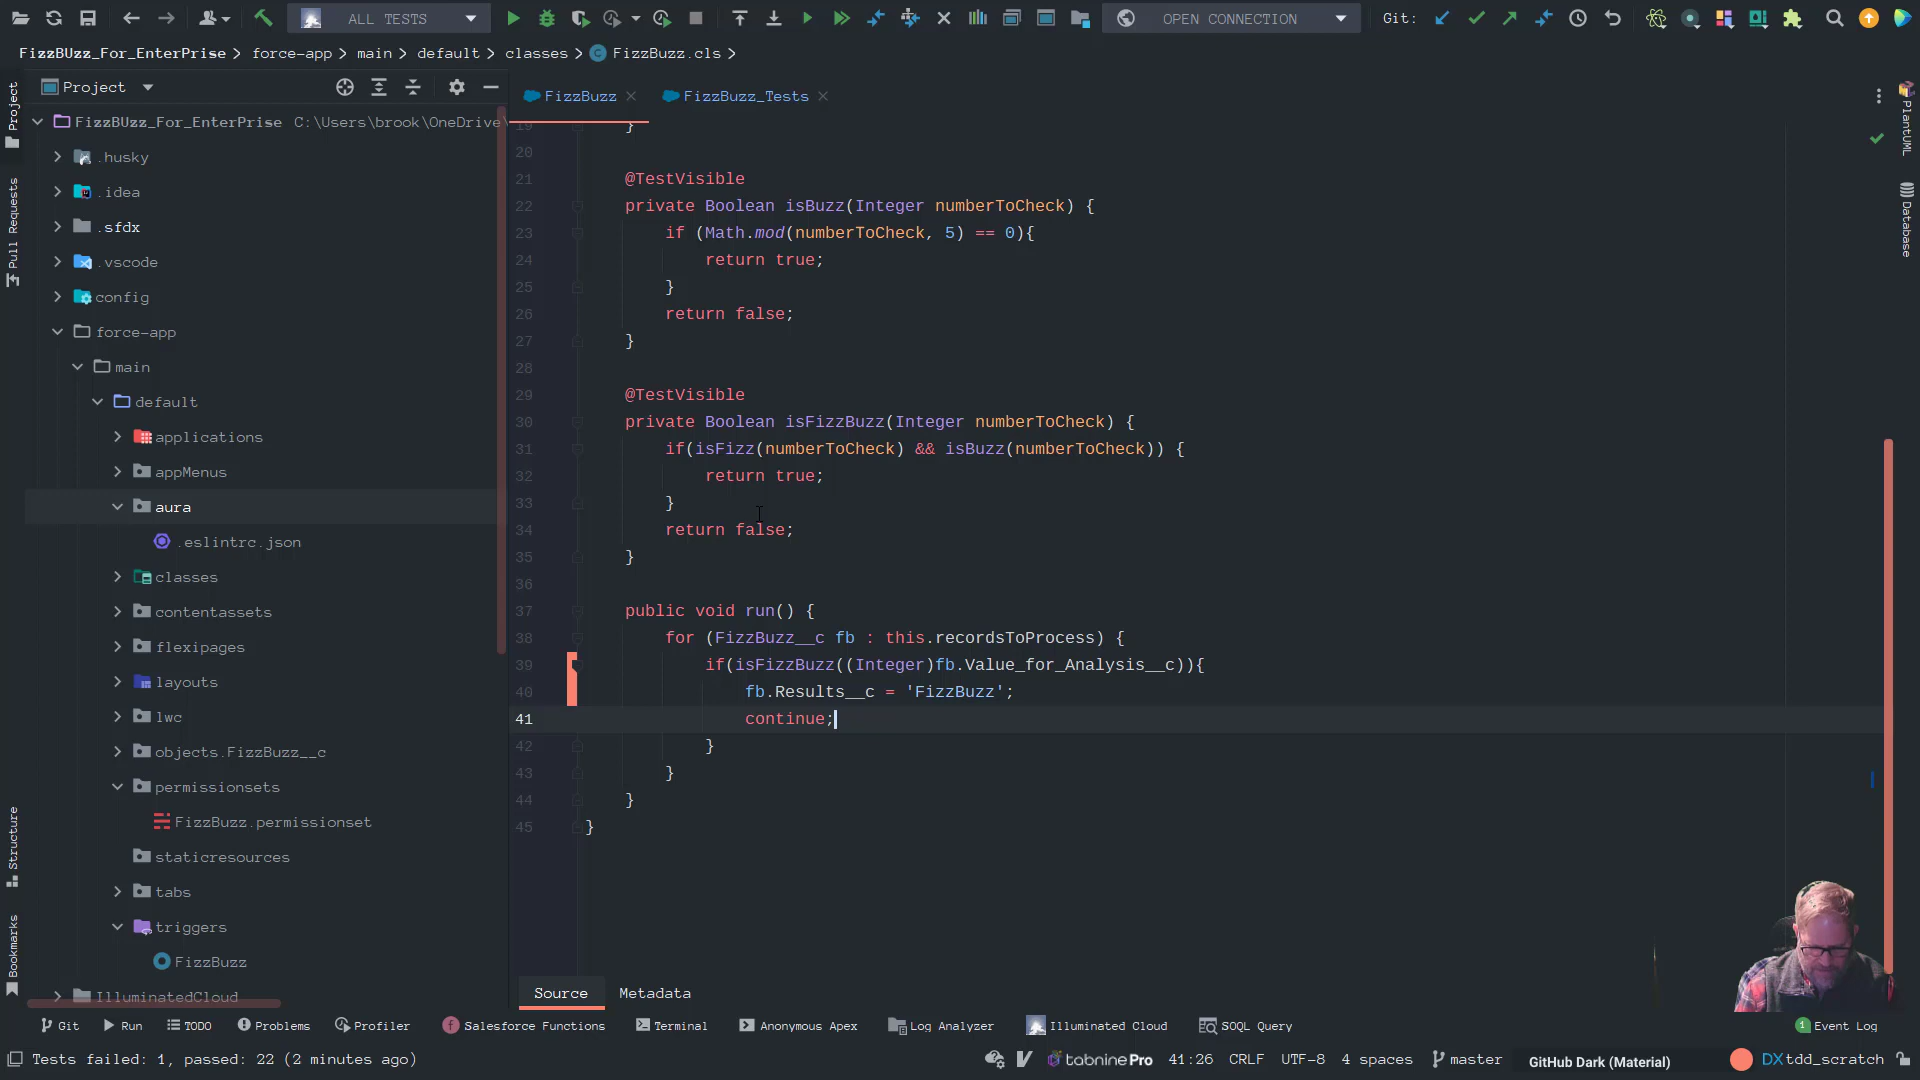 ALL TESTS
OPEN CONNECTION
Git:
FizzBUzz_For_EnterPrise
force-app
main
default
classes
FizzBuzz.cls
Project
FizzBuzz
FizzBuzz_Tests
FizzBUzz_For_EnterPrise C:\Users\brook\OneDrive\
.husky
.idea
.sfdx
.vscode
config
force-app
main
default
applications
appMenus
aura
.eslintrc.json
classes
contentassets
flexipages
layouts
lwc
objects.FizzBuzz__c
permissionsets
FizzBuzz.permissionset
staticresources
tabs
triggers
FizzBuzz
IlluminatedCloud
Project
Pull Requests
Structure
Bookmarks
PlantUML
Database
19 }
20
21 @TestVisible
22 private Boolean isBuzz(Integer numberToCheck) {
23 if (Math.mod(numberToCheck, 5) == 0){
24 return true;
25 }
26 return false;
27 }
28
29 @TestVisible
30 private Boolean isFizzBuzz(Integer numberToCheck) {
31 if(isFizz(numberToCheck) && isBuzz(numberToCheck)) {
32 return true;
33 }
34 return false;
35 }
36
37 public void run() {
38 for (FizzBuzz__c fb : this.recordsToProcess) {
39 if(isFizzBuzz((Integer)fb.Value_for_Analysis__c)){
40 fb.Results__c = 'FizzBuzz';
41 continue;
42 }
43 }
44 }
45 }
Source
Metadata
Git
Run
TODO
Problems
Profiler
Salesforce Functions
Terminal
Anonymous Apex
Log Analyzer
Illuminated Cloud
SOQL Query
1 Event Log
Tests failed: 1, passed: 22 (2 minutes ago)
tabnine Pro
41:26
CRLF
UTF-8
4 spaces
master
GitHub Dark (Material)
DX tdd_scratch